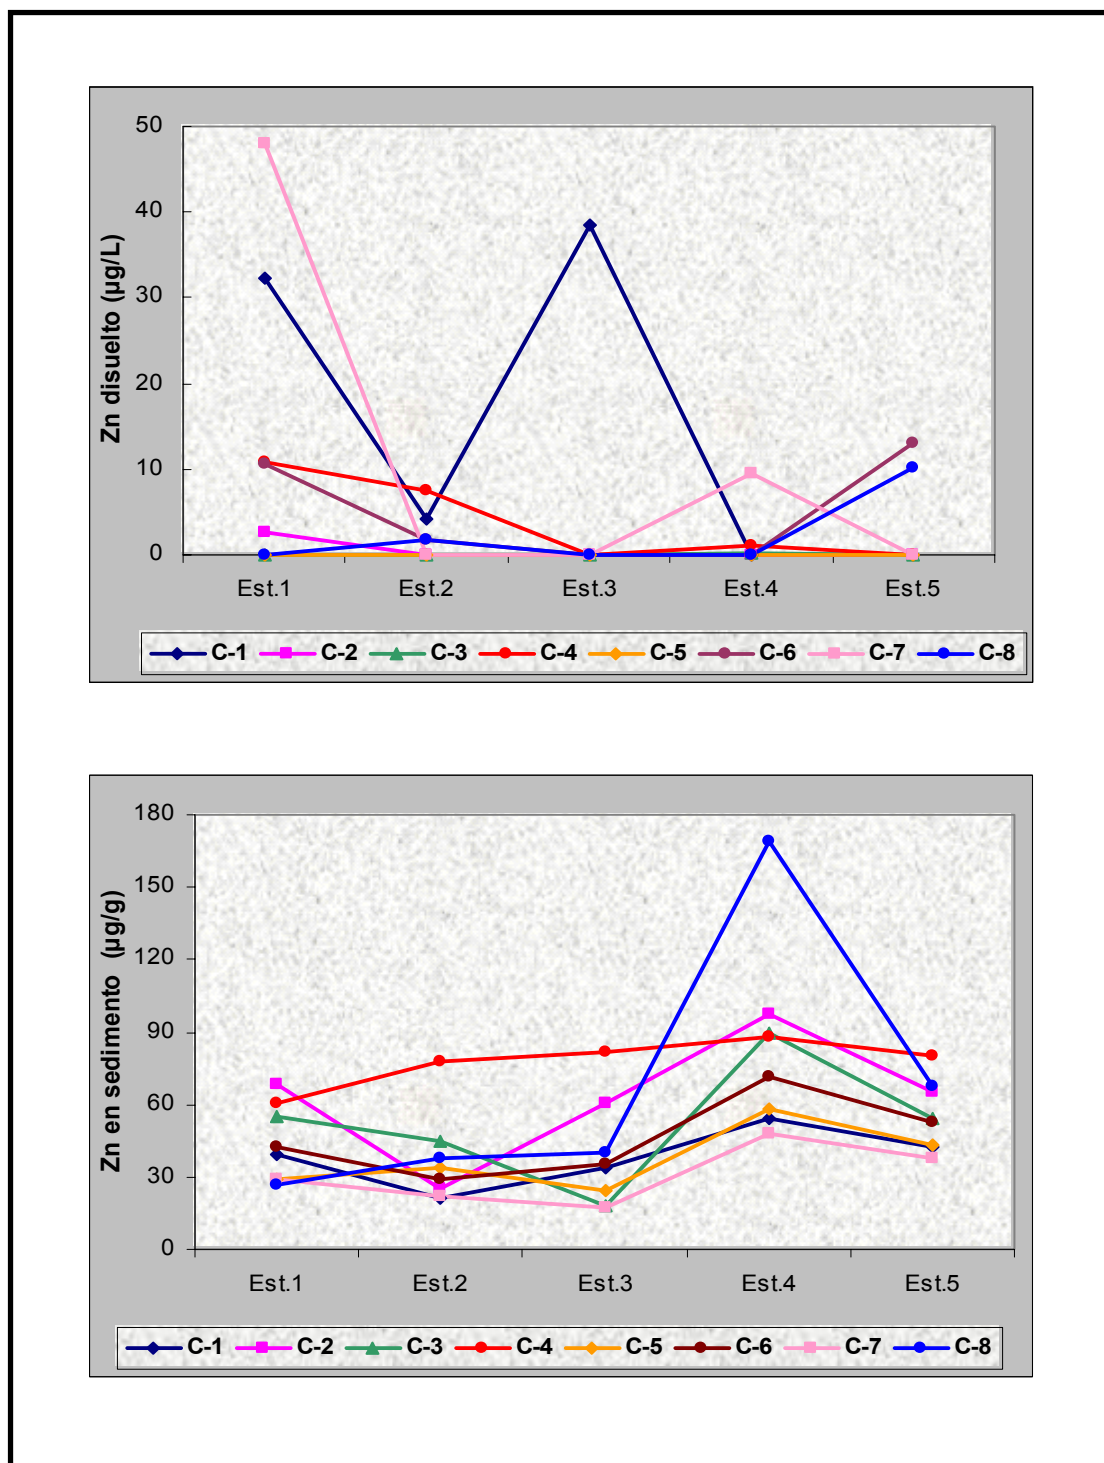 50
40
30
20
10
0
Zn disuelto (µg/L)
Est.1 Est.2 Est.3 Est.4 Est.5
C-1 C-2 C-3 C-4 C-5 C-6 C-7 C-8
180
150
120
90
60
30
0
Zn en sedimento (µg/g)
Est.1 Est.2 Est.3 Est.4 Est.5
C-1 C-2 C-3 C-4 C-5 C-6 C-7 C-8